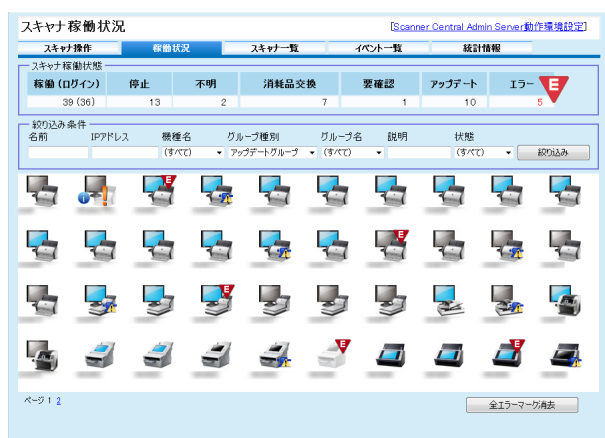 スキャナ稼働状況
[Scanner Central Admin Server動作環境設定]
スキャナ操作 稼働状況 スキャナ一覧 イベント一覧 統計情報
スキャナ稼働状態
稼働 (ログイン) 停止 不明 消耗品交換 要確認 アップデート エラー E
39 (36) 13 2 7 1 10 5
絞り込み条件
名前 IPアドレス 機種名 グループ種別 グループ名 説明 状態
(すべて) アップデートグループ (すべて) (すべて) 絞り込み
E
E
E
E E
ページ 1 2
全エラーマーク消去